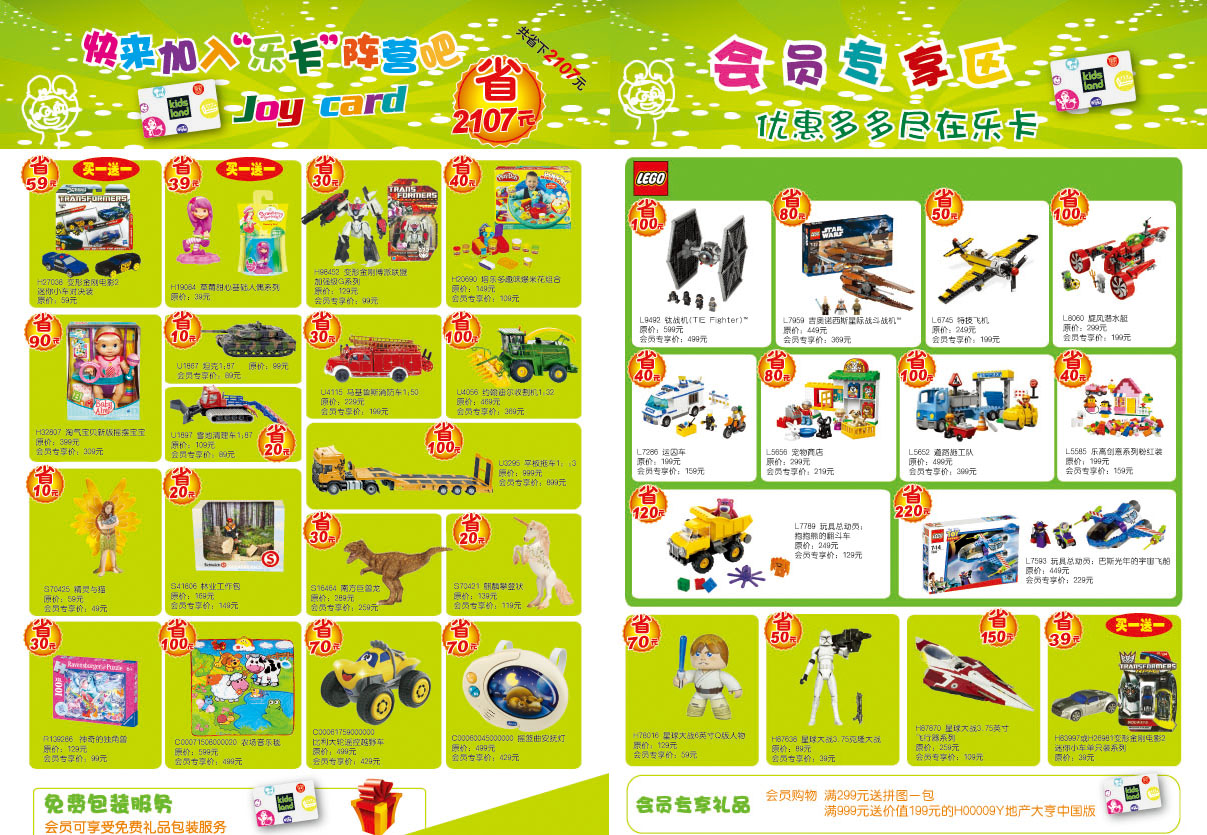 快来加入“乐卡”阵营吧
共省下2107元
省
2107元
kids
land
Joy card
省
59元
买一送一
TRANSFORMERS
H27036 变形金刚电影2
迷你小车对决装
原价：59元
省
39元
买一送一
H19084 草莓甜心基础人偶系列
原价：39元
省
30元
TRANSFORMERS
H98452 变形金刚博派联盟
加强级G系列
原价：129元
会员专享价：99元
省
40元
Play-Doh
H20690 培乐多趣味爆米花组合
原价：149元
会员专享价：109元
省
90元
Baby Alive
H32807 淘气宝贝新版摇摆宝宝
原价：399元
会员专享价：309元
省
10元
U1867 坦克1:87 原价：99元
会员专享价：89元
U1897 雪地清理车1:87
原价：109元
会员专享价：89元
省
20元
省
30元
U4115 马基鲁斯消防车1:50
原价：229元
会员专享价：199元
省
100元
U4056 约翰迪尔收割机1:32
原价：469元
会员专享价：369元
省
100元
原价：999元
会员专享价：899元
省
10元
S70425 精灵与猫
原价：59元
会员专享价：49元
省
20元
Schleich
S
S41806 林业工作包
原价：169元
会员专享价：149元
省
30元
S16464 南方巨兽龙
原价：289元
会员专享价：259元
省
20元
S70421 麒麟攀登状
原价：139元
会员专享价：119元
省
30元
Ravensburger Puzzle
100
R139286 神奇的独角兽
原价：129元
会员专享价：99元
省
100元
C00071506000020 农场音乐毯
原价：599元
会员专享价：499元
省
70元
C00061759000000
比利大轮遥控越野车
原价：499元
会员专享价：429元
省
70元
C00060045000000 摇篮曲安抚灯
原价：499元
会员专享价：429元
免费包装服务
会员可享受免费礼品包装服务
kids
land
会员专享区
kids
land
优惠多多尽在乐卡
LEGO
省
100元
L9492 钛战机(TIE Fighter)™
原价：599元
会员专享价：499元
省
80元
STAR WARS
L7959 吉奥诺西斯星际战斗战机™
原价：449元
会员专享价：369元
省
50元
L6745 特技飞机
原价：249元
会员专享价：199元
省
100元
L8060 旋风潜水艇
原价：299元
会员专享价：199元
省
40元
L7286 运囚车
原价：199元
会员专享价：159元
省
80元
L5656 宠物商店
原价：299元
会员专享价：219元
省
100元
L5652 道路施工队
原价：499元
会员专享价：399元
省
40元
L5585 乐高创意系列粉红装
原价：199元
会员专享价：159元
省
120元
L7789 玩具总动员：
抱抱熊的翻斗车
原价：249元
会员专享价：129元
省
220元
L7593 玩具总动员：巴斯光年的宇宙飞船
原价：449元
会员专享价：229元
省
70元
H78016 星球大战6英寸Q版人物
原价：129元
会员专享价：59元
省
50元
H87638 星球大战3.75克隆大战
原价：89元
会员专享价：39元
省
150元
H87870 星球大战3.75英寸
飞行器系列
原价：259元
会员专享价：109元
省
39元
买一送一
TRANSFORMERS
H83997或H26981变形金刚电影2
迷你小车单只装系列
原价：39元
会员专享礼品
会员购物 满299元送拼图一包
满999元送价值199元的H00009Y地产大亨中国版
kids
land